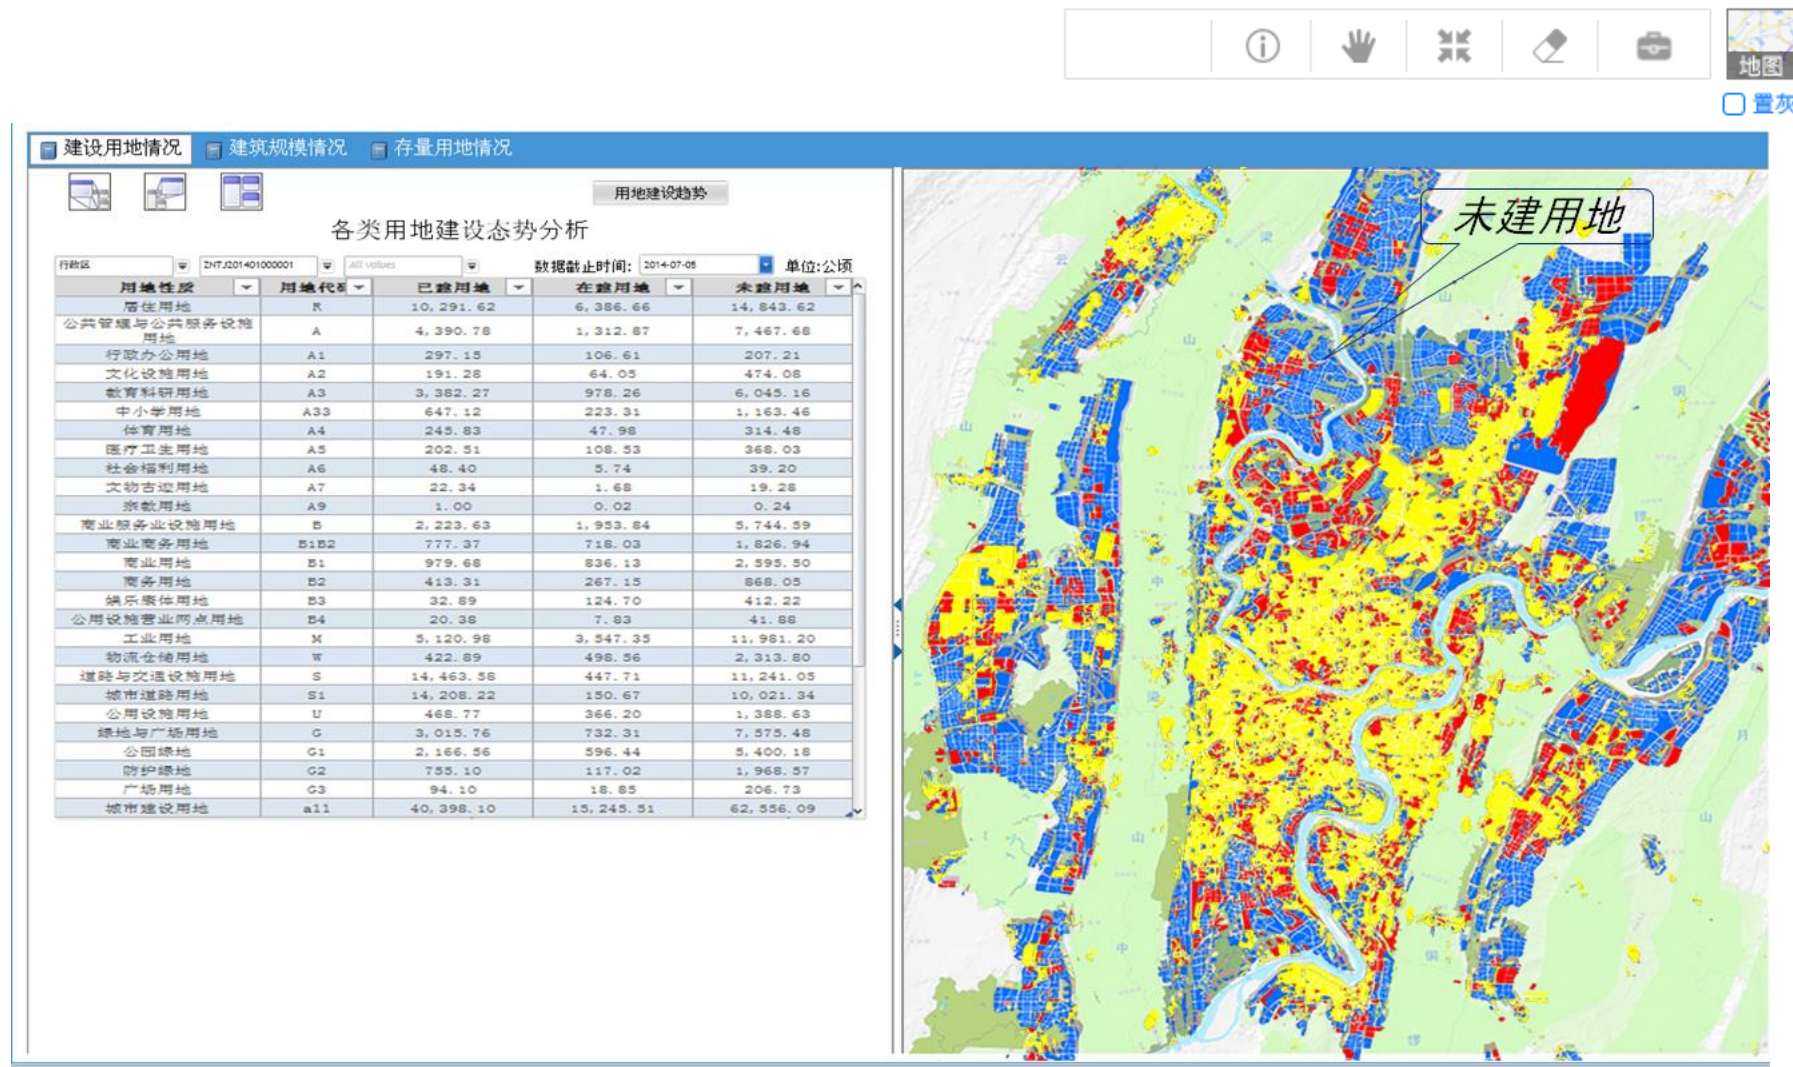 地图
置灰
建设用地情况 建筑规模情况 存量用地情况
用地建设趋势
各类用地建设态势分析
行政区 ZNTJ201401000001 All values 数据截止时间: 2014-07-05 单位:公顷
用地性质 用地代码 已建用地 在建用地 未建用地
居住用地 R 10,291.62 6,386.66 14,843.62
公共管理与公共服务设施
用地 A 4,390.78 1,312.87 7,467.68
行政办公用地 A1 297.15 106.61 207.21
文化设施用地 A2 191.28 64.05 474.08
教育科研用地 A3 3,382.27 978.26 6,045.16
中小学用地 A33 647.12 223.31 1,163.46
体育用地 A4 245.83 47.98 314.48
医疗卫生用地 A5 202.51 108.53 368.03
社会福利用地 A6 48.40 5.74 39.20
文物古迹用地 A7 22.34 1.68 19.28
宗教用地 A9 1.00 0.02 0.24
商业服务业设施用地 B 2,223.63 1,953.84 5,744.59
商业商务用地 B1B2 777.37 718.03 1,826.94
商业用地 B1 979.68 836.13 2,595.50
商务用地 B2 413.31 267.15 868.05
娱乐康体用地 B3 32.89 124.70 412.22
公用设施营业网点用地 B4 20.38 7.83 41.88
工业用地 M 5,120.98 3,547.35 11,981.20
物流仓储用地 W 422.89 498.56 2,313.80
道路与交通设施用地 S 14,463.58 447.71 11,241.05
城市道路用地 S1 14,208.22 150.67 10,021.34
公用设施用地 U 468.77 366.20 1,388.63
绿地与广场用地 G 3,015.76 732.31 7,575.48
公园绿地 G1 2,166.56 596.44 5,400.18
防护绿地 G2 755.10 117.02 1,968.57
广场用地 G3 94.10 18.85 206.73
城市建设用地 all 40,398.10 15,245.51 62,556.09
未建用地
梁
云
山
山
山
铜
锣
中
梁
月
山
山
中
铜
锣